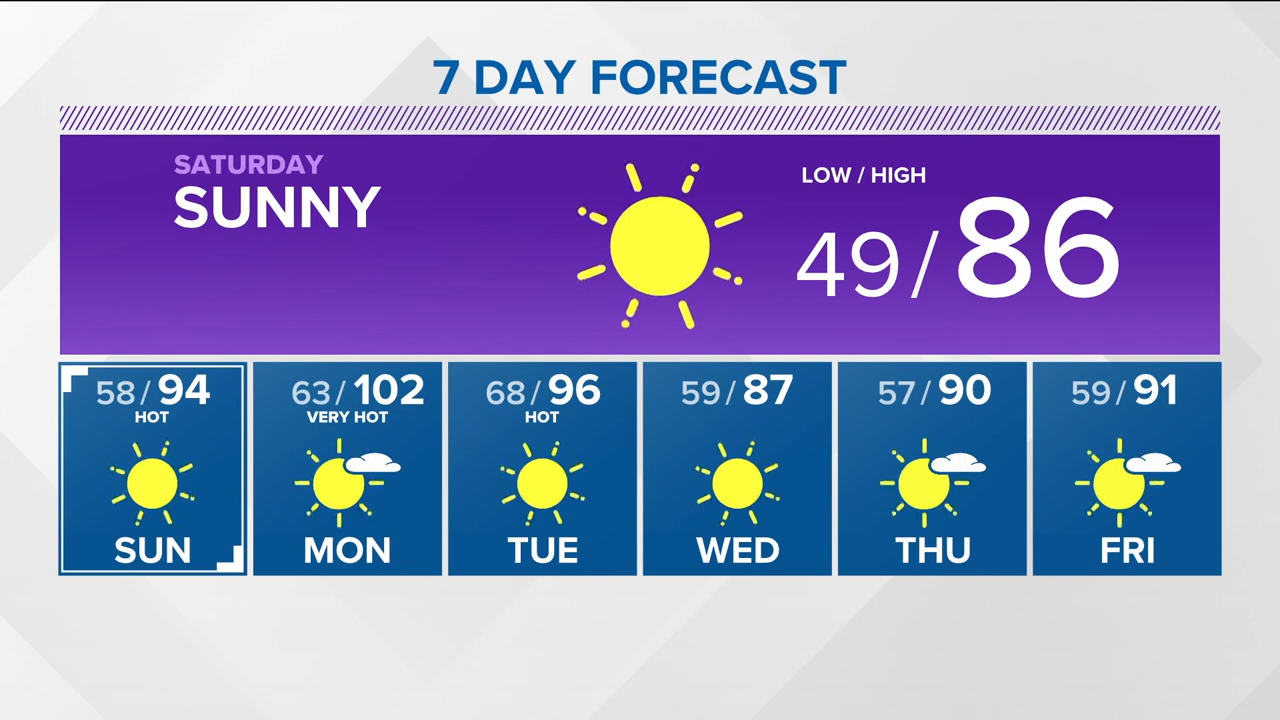 7 DAY FORECAST
SATURDAY
SUNNY
LOW / HIGH
49/86
58/94
HOT
SUN
63/102
VERY HOT
MON
68/96
HOT
TUE
59/87
WED
57/90
THU
59/91
FRI